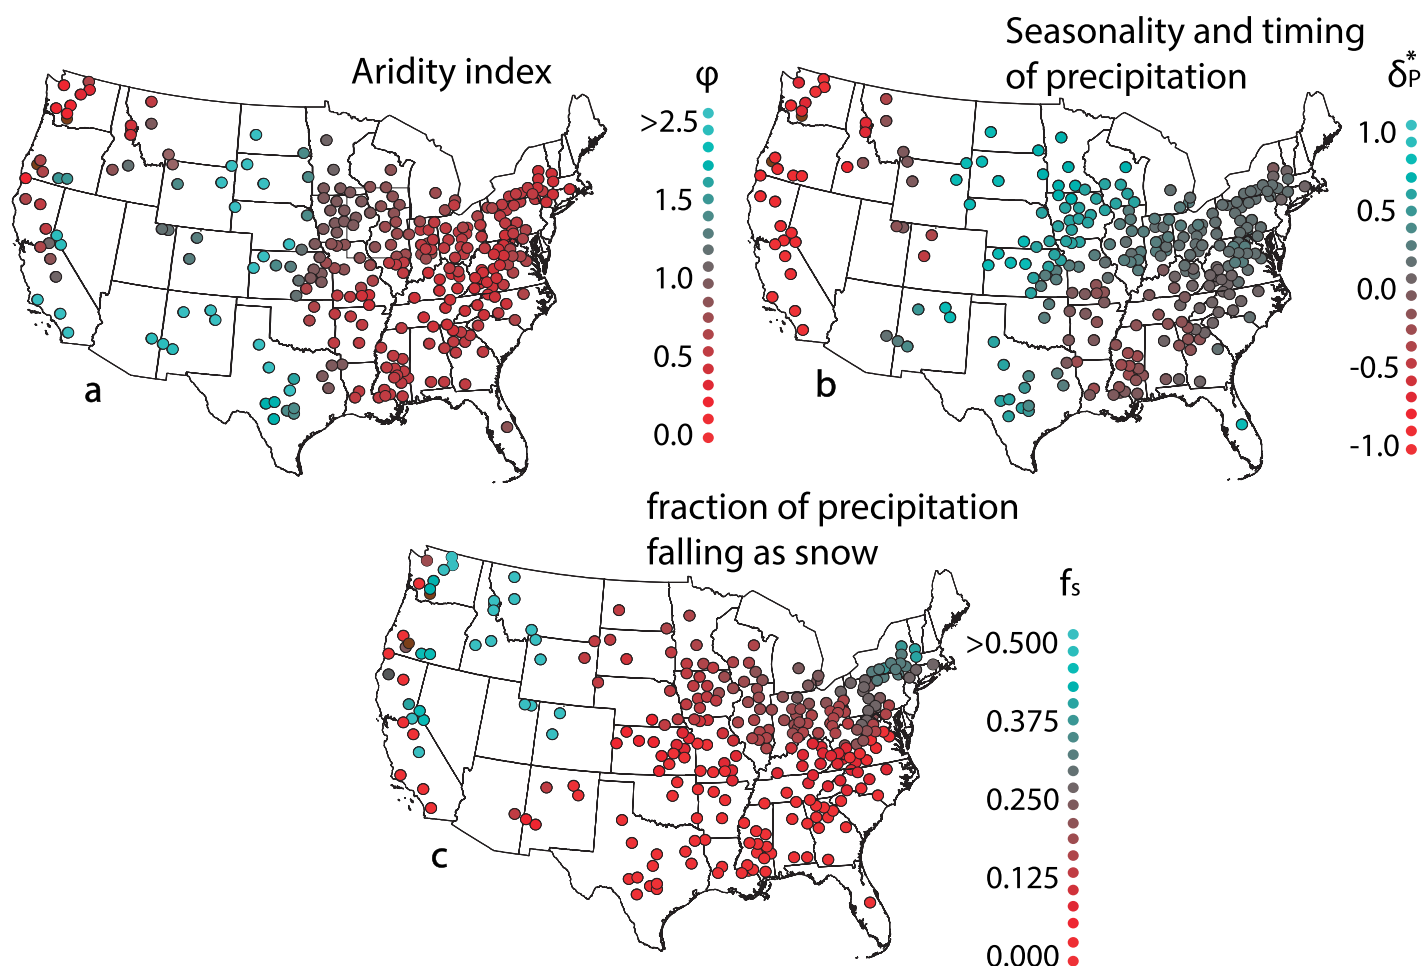 Aridity index
φ
>2.5
1.5
1.0
0.5
0.0
a
Seasonality and timing
of precipitation
δ*P
1.0
0.5
0.0
-0.5
-1.0
b
fraction of precipitation
falling as snow
fs
>0.500
0.375
0.250
0.125
0.000
c